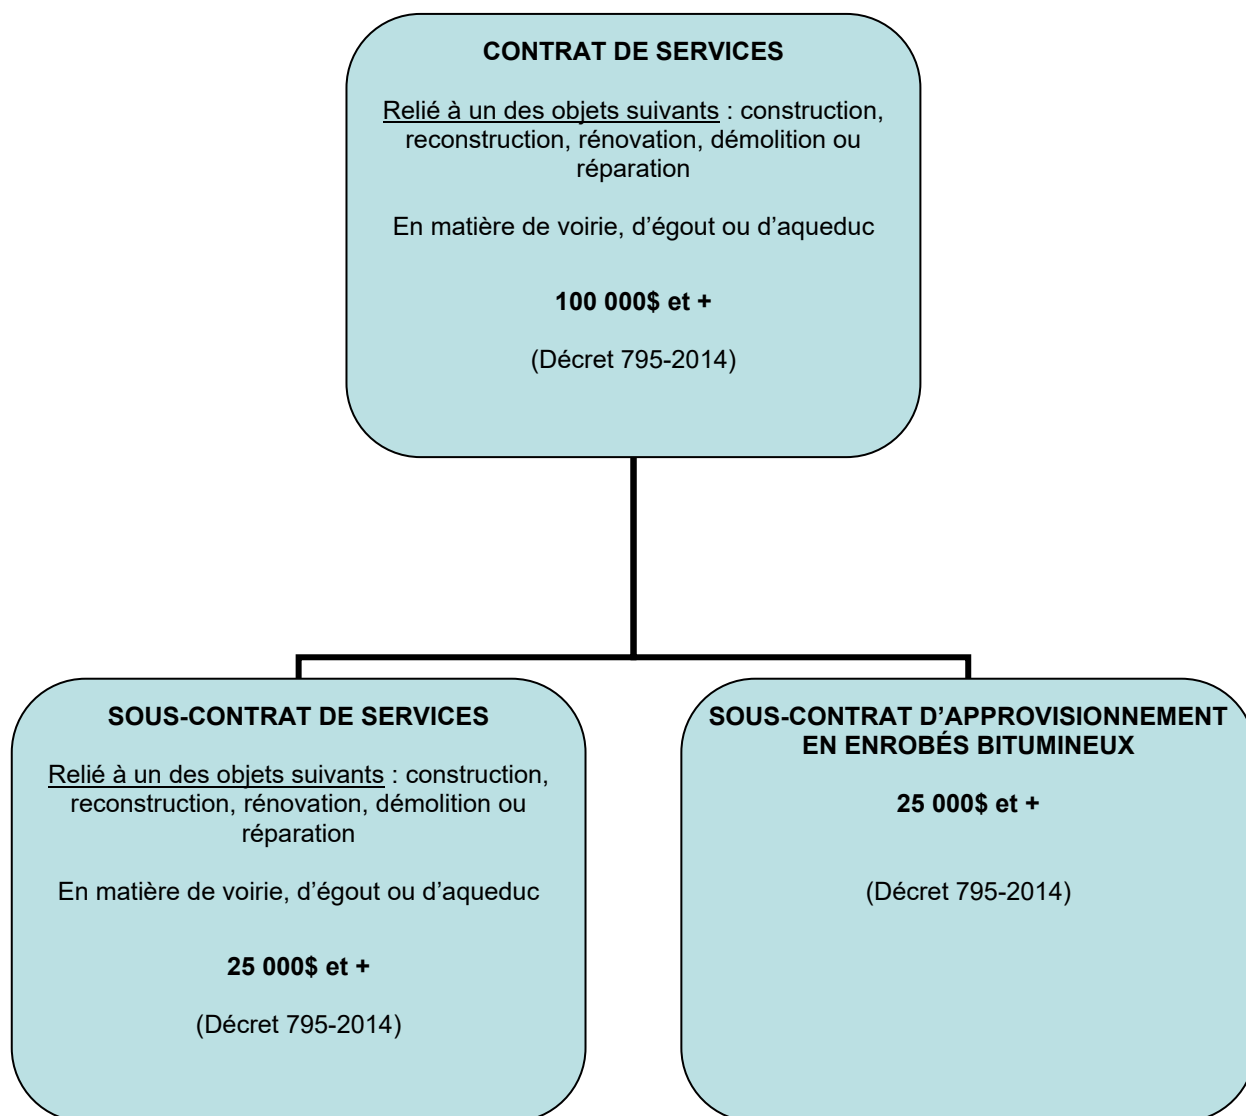 CONTRAT DE SERVICES
Relié à un des objets suivants : construction,
reconstruction, rénovation, démolition ou
réparation
En matière de voirie, d'égout ou d'aqueduc
100 000$ et +
(Décret 795-2014)
SOUS-CONTRAT DE SERVICES
Relié à un des objets suivants : construction,
reconstruction, rénovation, démolition ou
réparation
En matière de voirie, d'égout ou d'aqueduc
25 000$ et +
(Décret 795-2014)
SOUS-CONTRAT D'APPROVISIONNEMENT
EN ENROBÉS BITUMINEUX
25 000$ et +
(Décret 795-2014)